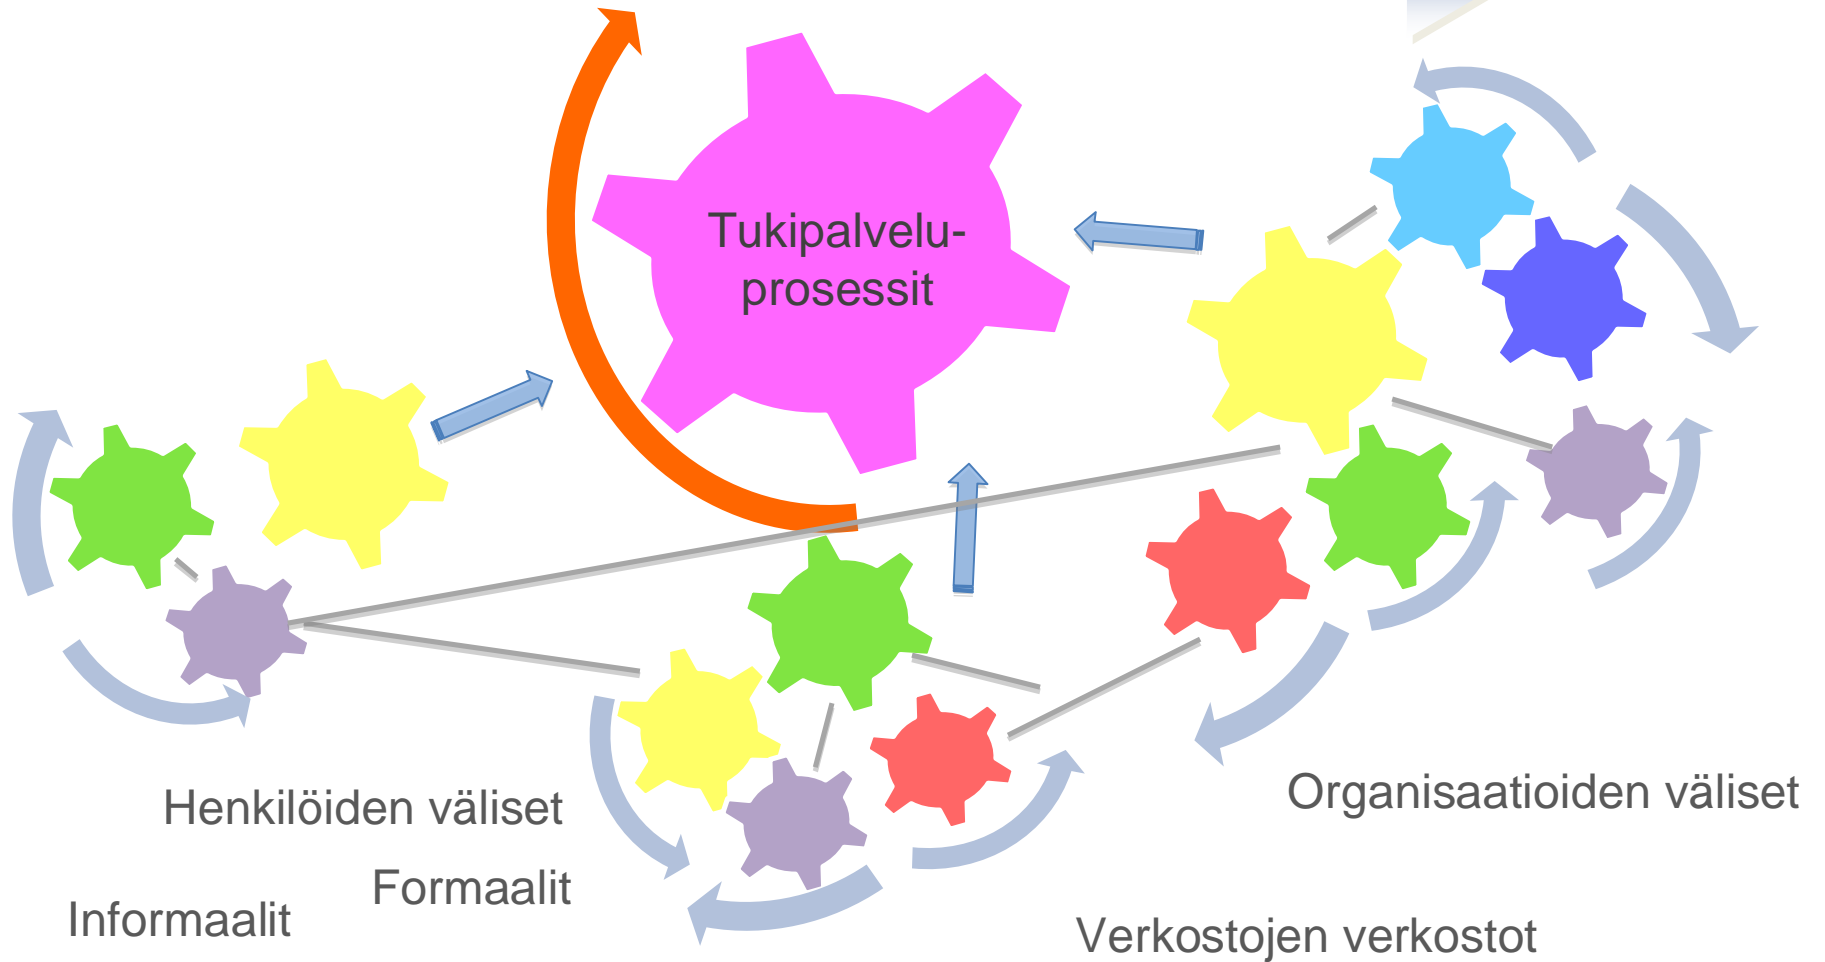 Tukipalvelu-
prosessit
Henkilöiden väliset
Organisaatioiden väliset
Formaalit
Informaalit
Verkostojen verkostot